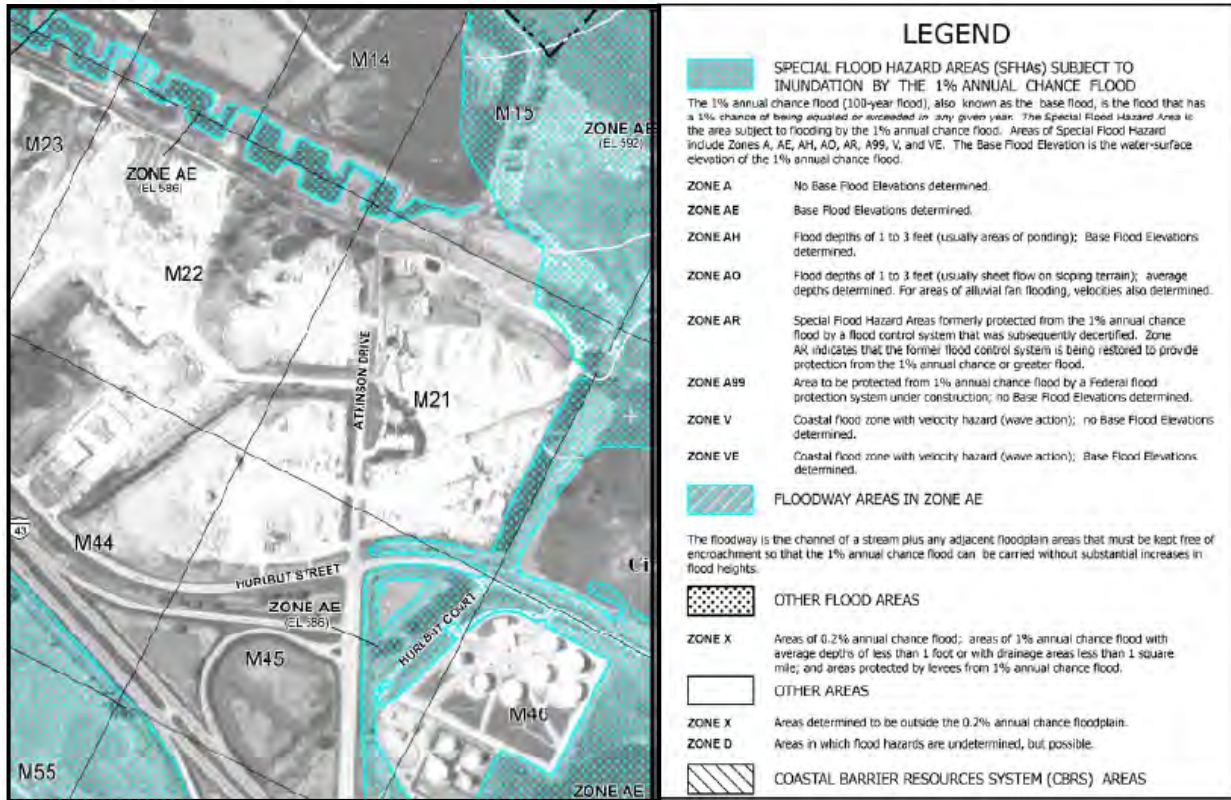 M14
M15
ZONE AE
(EL 592)
M23
ZONE AE
(EL 586)
M22
ATKINSON DRIVE
M21
43
M44
HURLBUT STREET
ZONE AE
(EL 586)
HURLBUT COURT
M45
M46
M55
ZONE AE
LEGEND
SPECIAL FLOOD HAZARD AREAS (SFHAs) SUBJECT TO
INUNDATION BY THE 1% ANNUAL CHANCE FLOOD
The 1% annual chance flood (100-year flood), also known as the base flood, is the flood that has
a 1% chance of being equaled or exceeded in any given year. The Special Flood Hazard Area is
the area subject to flooding by the 1% annual chance flood. Areas of Special Flood Hazard
include Zones A, AE, AH, AO, AR, A99, V, and VE. The Base Flood Elevation is the water-surface
elevation of the 1% annual chance flood.
ZONE A No Base Flood Elevations determined.
ZONE AE Base Flood Elevations determined.
ZONE AH Flood depths of 1 to 3 feet (usually areas of ponding); Base Flood Elevations
determined.
ZONE AO Flood depths of 1 to 3 feet (usually sheet flow on sloping terrain); average
depths determined. For areas of alluvial fan flooding, velocities also determined.
ZONE AR Special Flood Hazard Areas formerly protected from the 1% annual chance
flood by a flood control system that was subsequently decertified. Zone
AR indicates that the former flood control system is being restored to provide
protection from the 1% annual chance or greater flood.
ZONE A99 Area to be protected from 1% annual chance flood by a Federal flood
protection system under construction; no Base Flood Elevations determined.
ZONE V Coastal flood zone with velocity hazard (wave action); no Base Flood Elevations
determined.
ZONE VE Coastal flood zone with velocity hazard (wave action); Base Flood Elevations
determined.
FLOODWAY AREAS IN ZONE AE
The floodway is the channel of a stream plus any adjacent floodplain areas that must be kept free of
encroachment so that the 1% annual chance flood can be carried without substantial increases in
flood heights.
OTHER FLOOD AREAS
ZONE X Areas of 0.2% annual chance flood; areas of 1% annual chance flood with
average depths of less than 1 foot or with drainage areas less than 1 square
mile; and areas protected by levees from 1% annual chance flood.
OTHER AREAS
ZONE X Areas determined to be outside the 0.2% annual chance floodplain.
ZONE D Areas in which flood hazards are undetermined, but possible.
COASTAL BARRIER RESOURCES SYSTEM (CBRS) AREAS